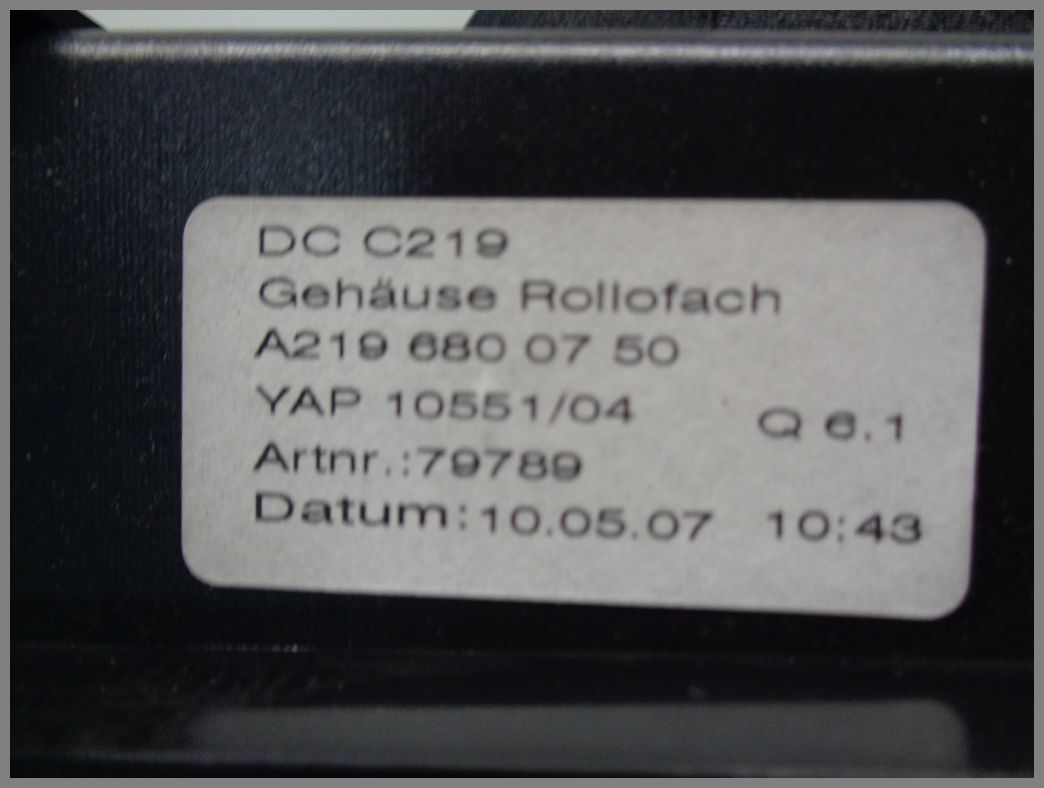 DC C219
Gehäuse Rollofach
A219 680 07 50
YAP 10551/04 Q 6.1
Artnr.:79789
Datum:10.05.07 10:43